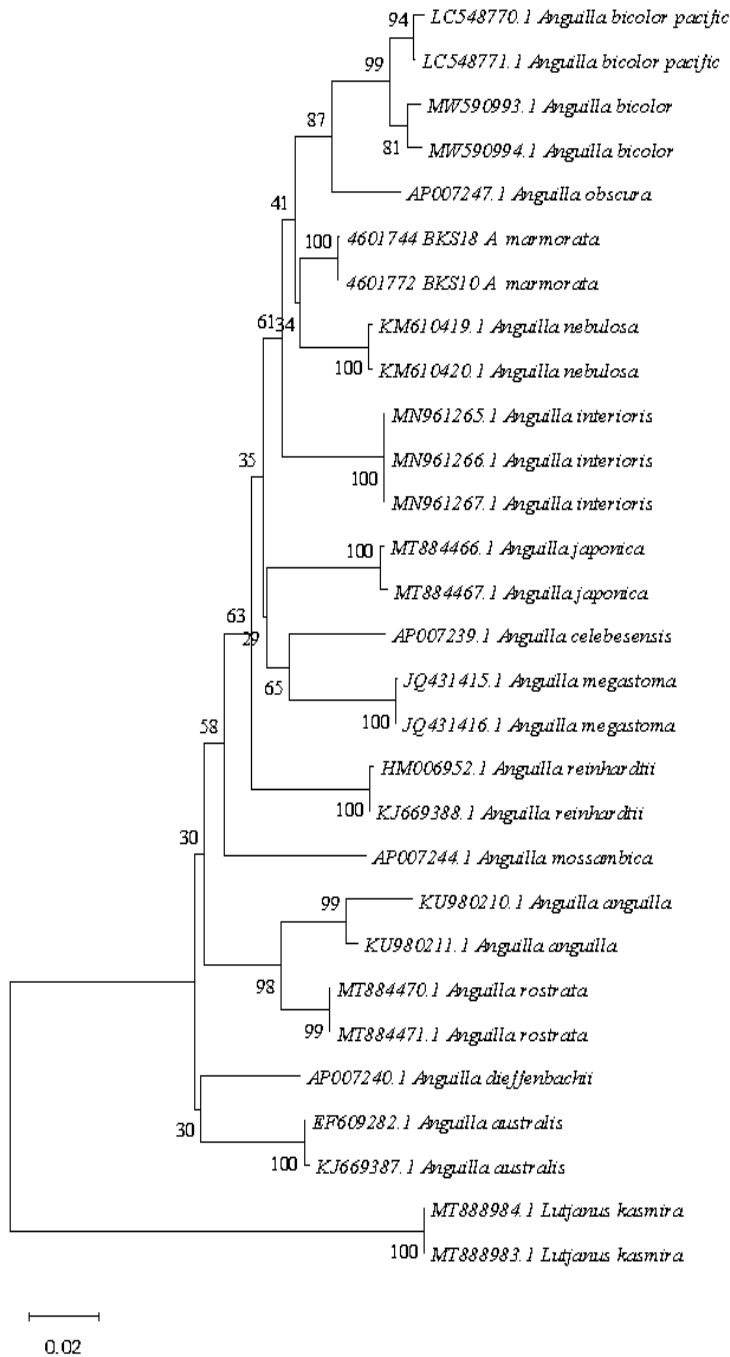 94
LC548770.1 Anguilla bicolor pacific
99
LC548771.1 Anguilla bicolor pacific
MW590993.1 Anguilla bicolor
87
81
MW590994.1 Anguilla bicolor
AP007247.1 Anguilla obscura
41
100
4601744 BKS18 A marmorata
4601772 BKS10 A marmorata
61
34
KM610419.1 Anguilla nebulosa
100
KM610420.1 Anguilla nebulosa
MN961265.1 Anguilla interioris
35
MN961266.1 Anguilla interioris
100
MN961267.1 Anguilla interioris
100
MT884466.1 Anguilla japonica
MT884467.1 Anguilla japonica
63
29
AP007239.1 Anguilla celebesensis
65
JQ431415.1 Anguilla megastoma
100
JQ431416.1 Anguilla megastoma
58
HM006952.1 Anguilla reinhardtii
100
KJ669388.1 Anguilla reinhardtii
30
AP007244.1 Anguilla mossambica
99
KU980210.1 Anguilla anguilla
KU980211.1 Anguilla anguilla
98
MT884470.1 Anguilla rostrata
99
MT884471.1 Anguilla rostrata
AP007240.1 Anguilla dieffenbachii
30
EF609282.1 Anguilla australis
100
KJ669387.1 Anguilla australis
MT888984.1 Lutjanus kasmira
100
MT888983.1 Lutjanus kasmira
0.02